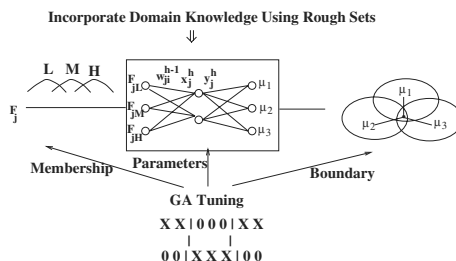 Incorporate Domain Knowledge Using Rough Sets
L M H
F_j
F_jL w_ji^h-1 x_j^h y_j^h μ_1
F_jM μ_2
F_jH μ_3
μ_1
μ_2 μ_3
Membership Parameters Boundary
GA Tuning
X X | 0 0 0 | X X
0 0 | X X X | 0 0